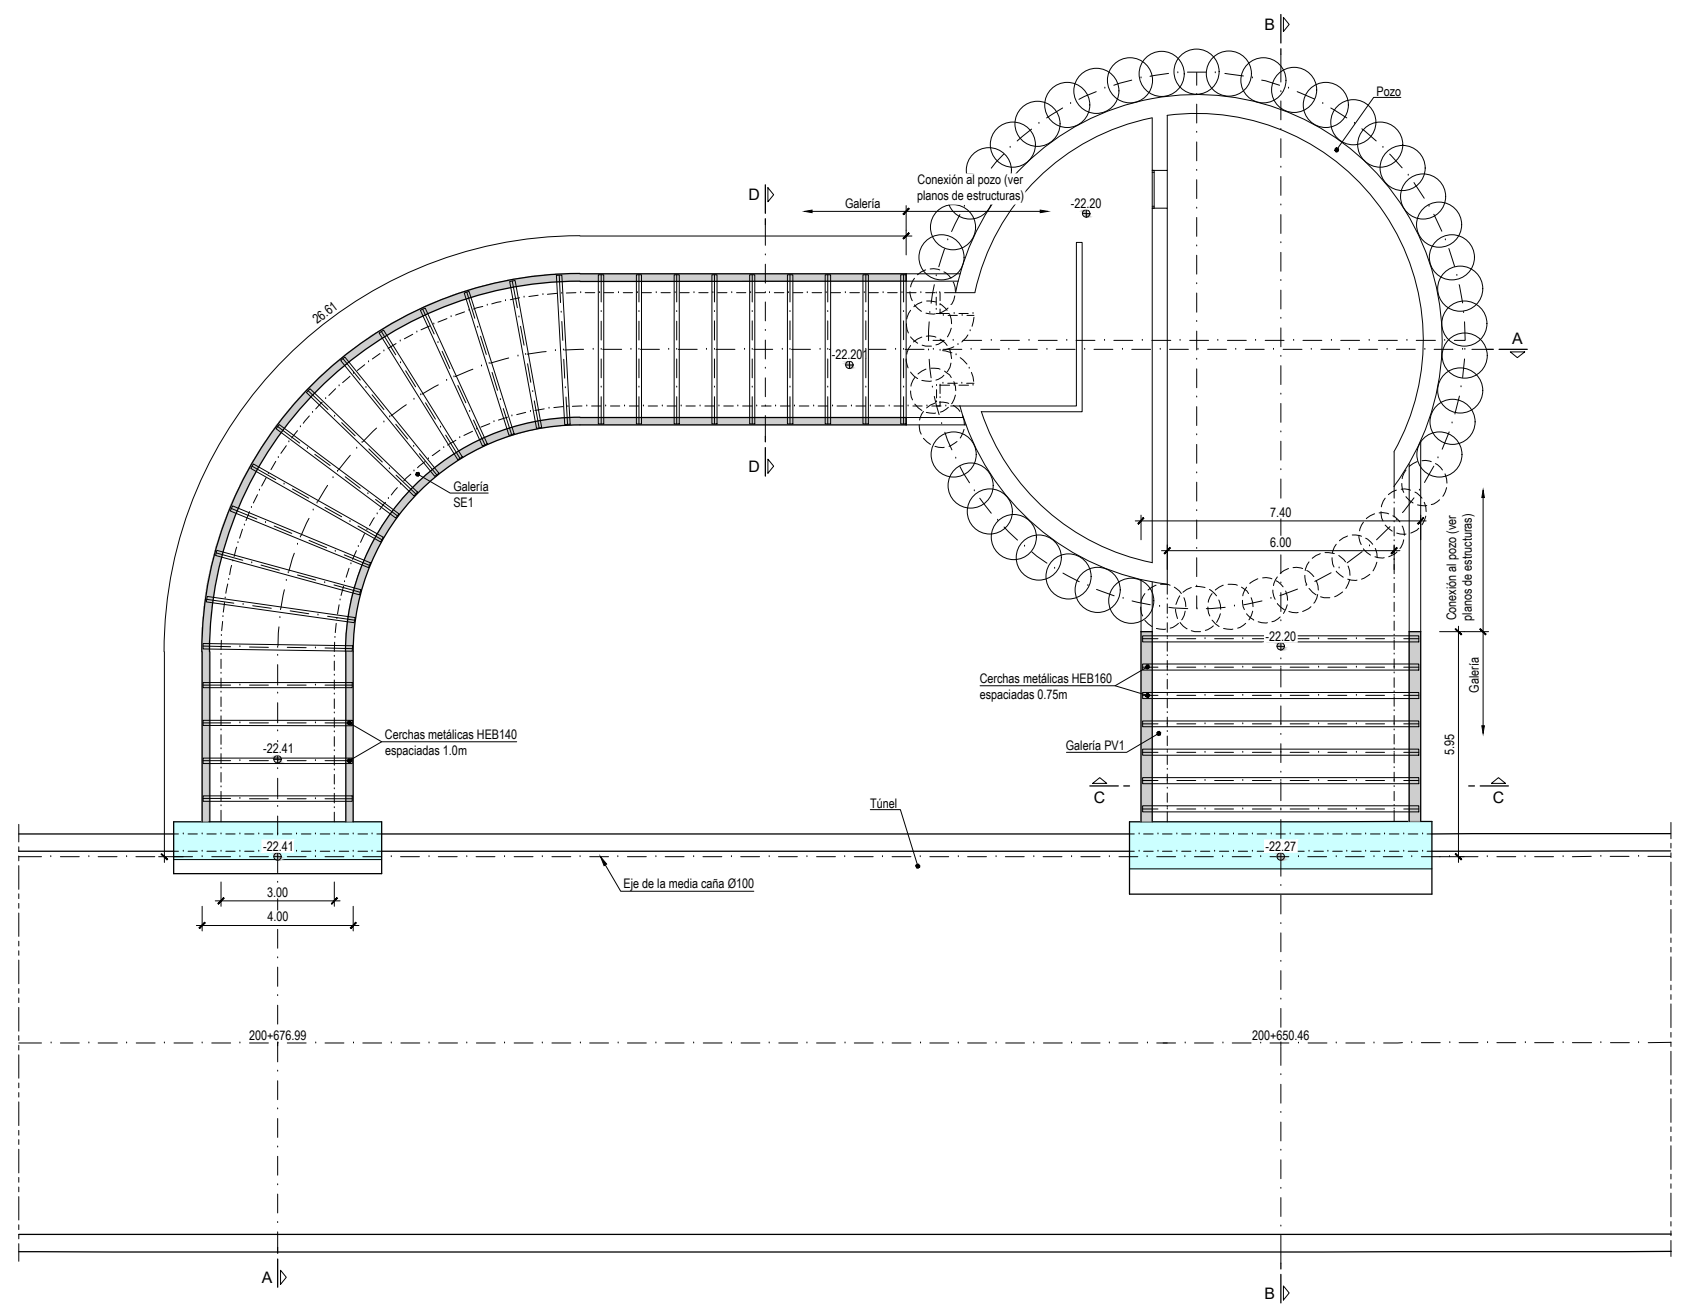 B
Pozo
Conexión al pozo (ver
planos de estructuras)
D
Galería
-22.20
26.61
A
-22.20
D
Galería
SE1
7.40
6.00
Conexión al pozo (ver
planos de estructuras)
-22.20
Cerchas metálicas HEB160
espaciadas 0.75m
Galería
Cerchas metálicas HEB140
espaciadas 1.0m
-22.41
Galería PV1
5.95
C
C
Túnel
-22.41
-22.27
Eje de la media caña Ø100
3.00
4.00
200+676.99
200+650.46
A
B